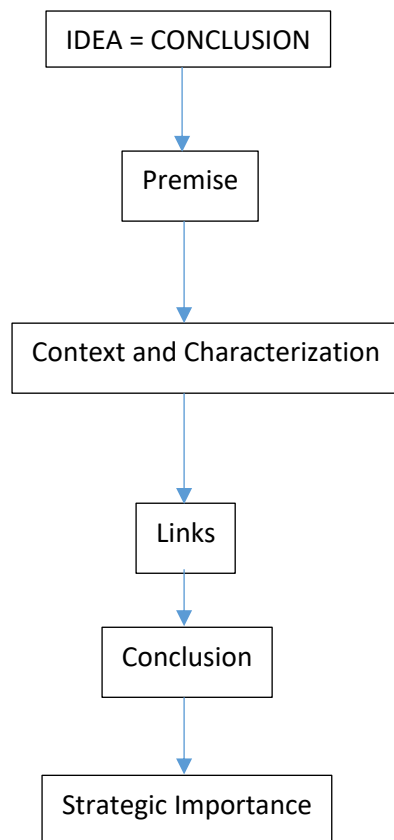 IDEA = CONCLUSION
Premise
Context and Characterization
Links
Conclusion
Strategic Importance